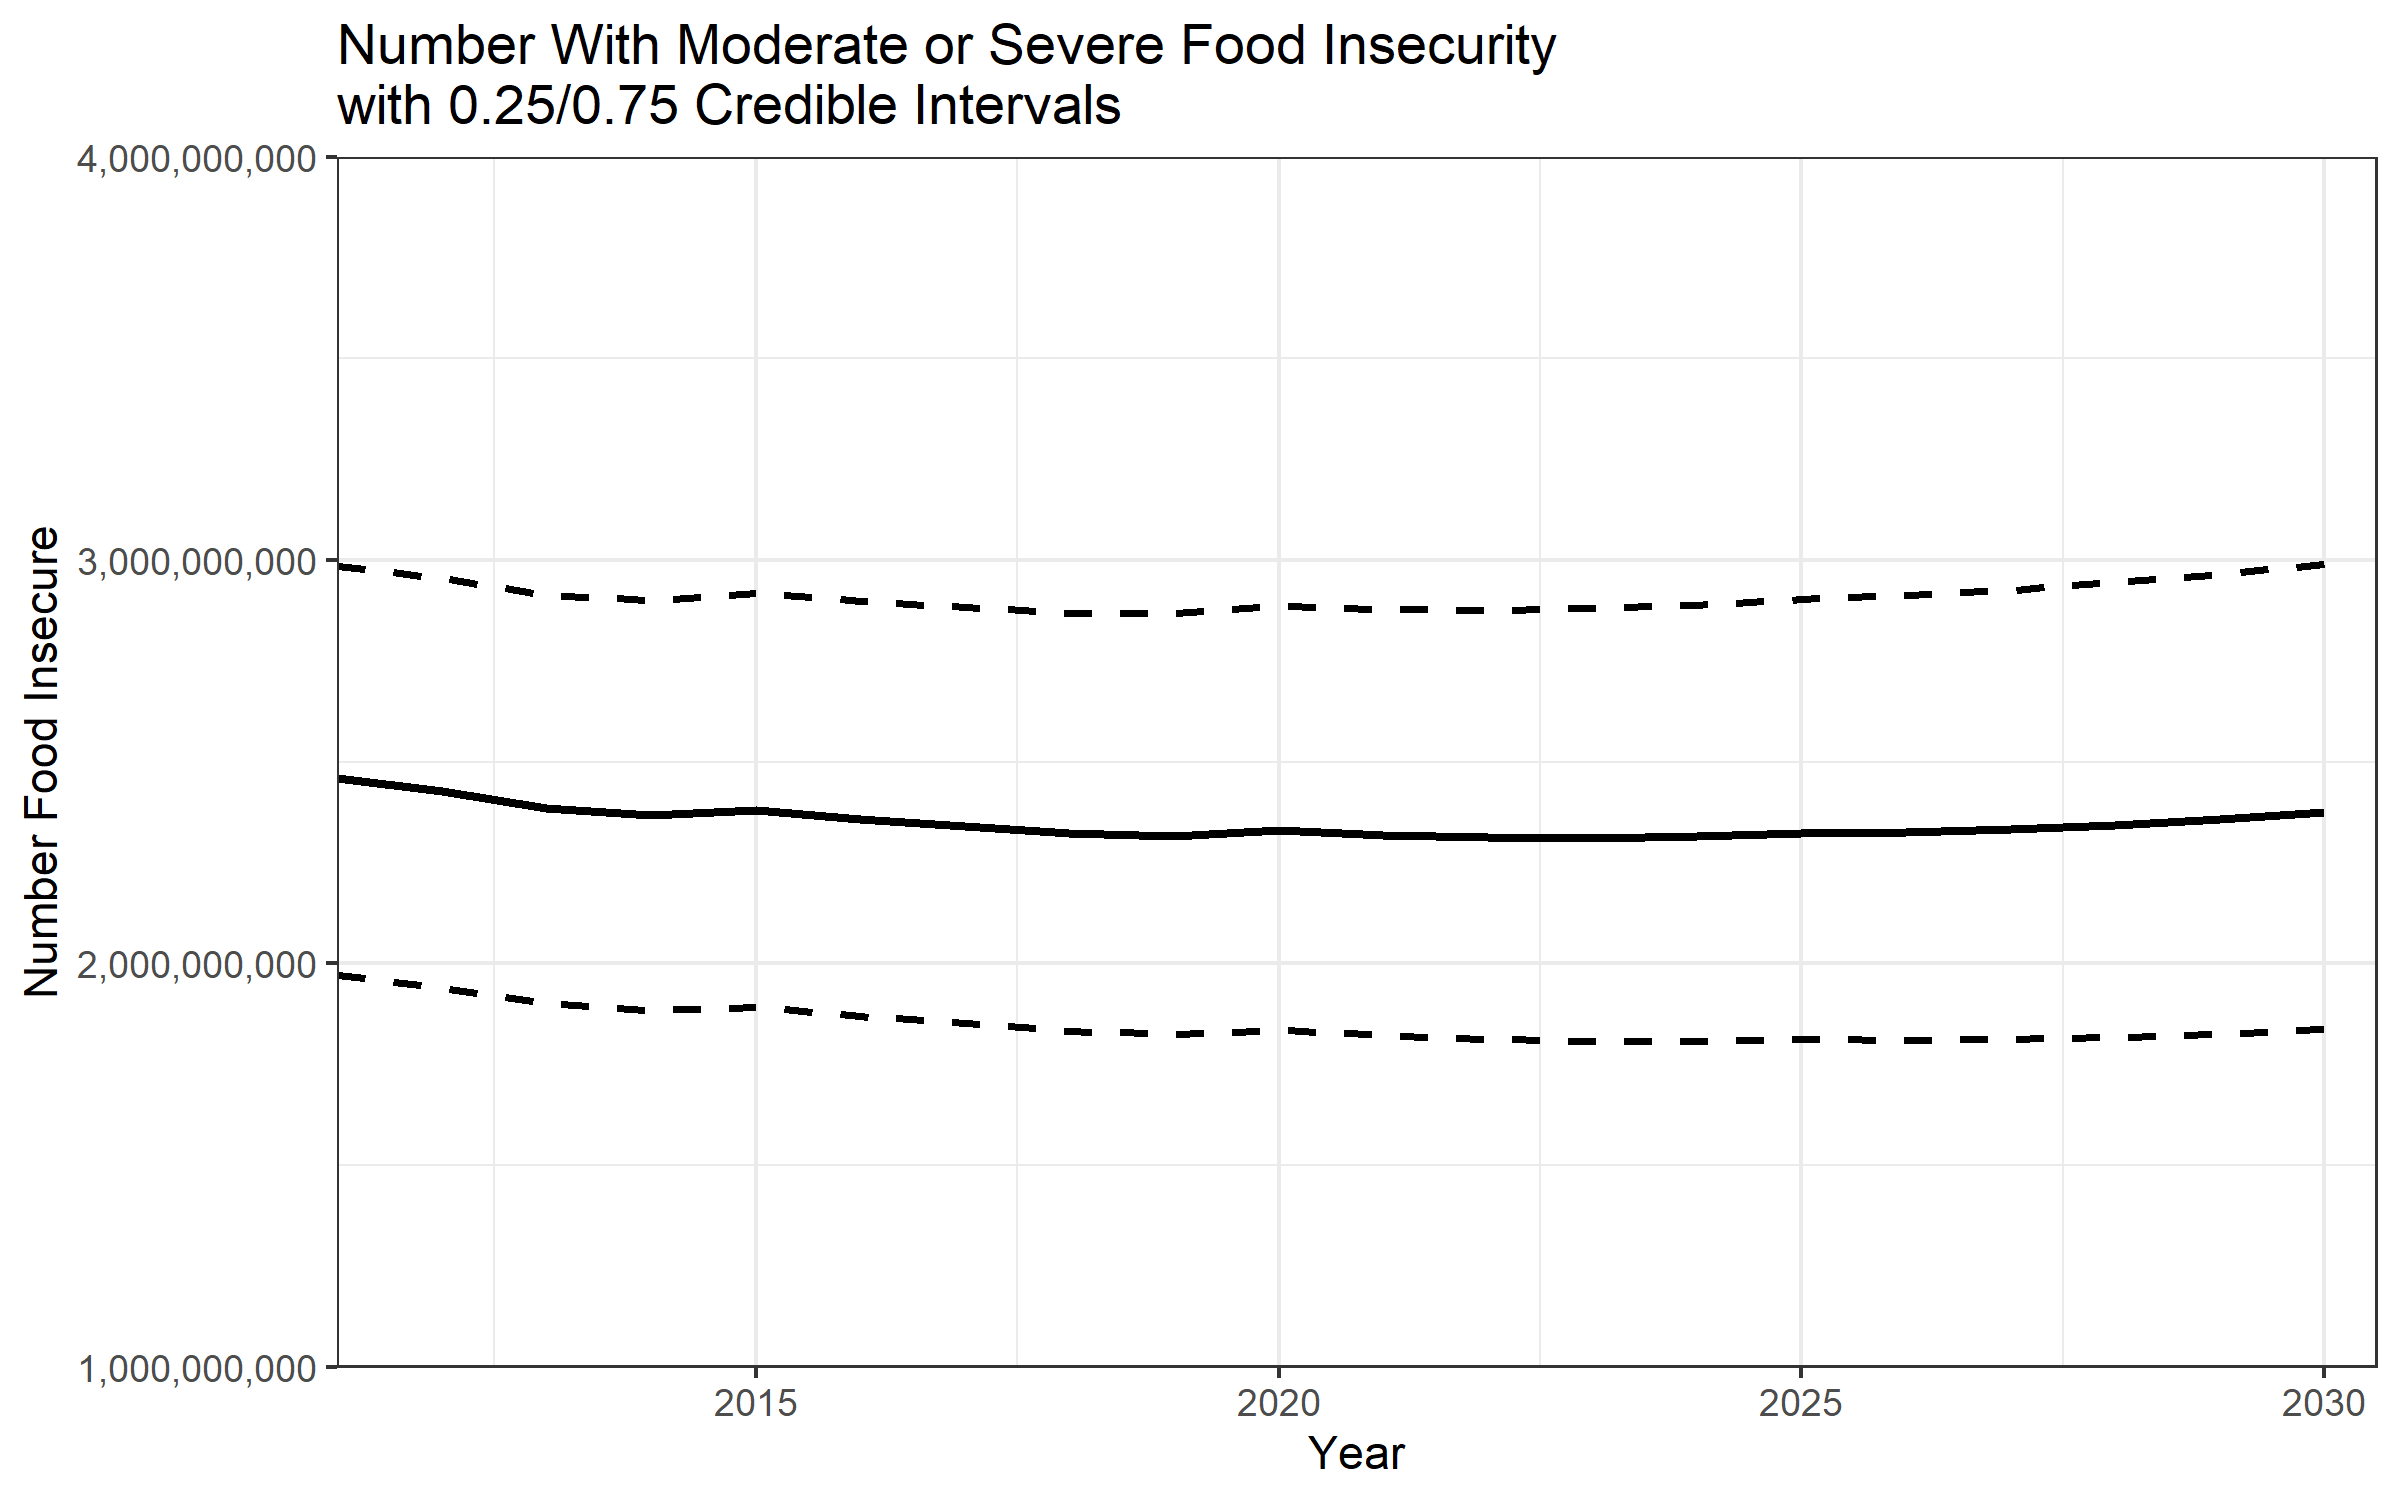 Number With Moderate or Severe Food Insecurity
with 0.25/0.75 Credible Intervals
4,000,000,000
3,000,000,000
2,000,000,000
1,000,000,000
Number Food Insecure
2015
2020
2025
2030
Year